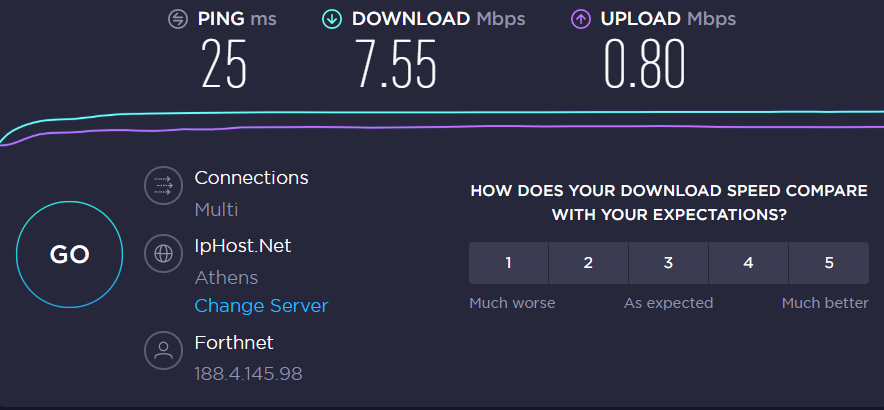 PING ms
DOWNLOAD Mbps
UPLOAD Mbps
25
7.55
0.80
GO
Connections
Multi
IpHost.Net
Athens
Change Server
Forthnet
188.4.145.98
HOW DOES YOUR DOWNLOAD SPEED COMPARE
WITH YOUR EXPECTATIONS?
1 2 3 4 5
Much worse As expected Much better